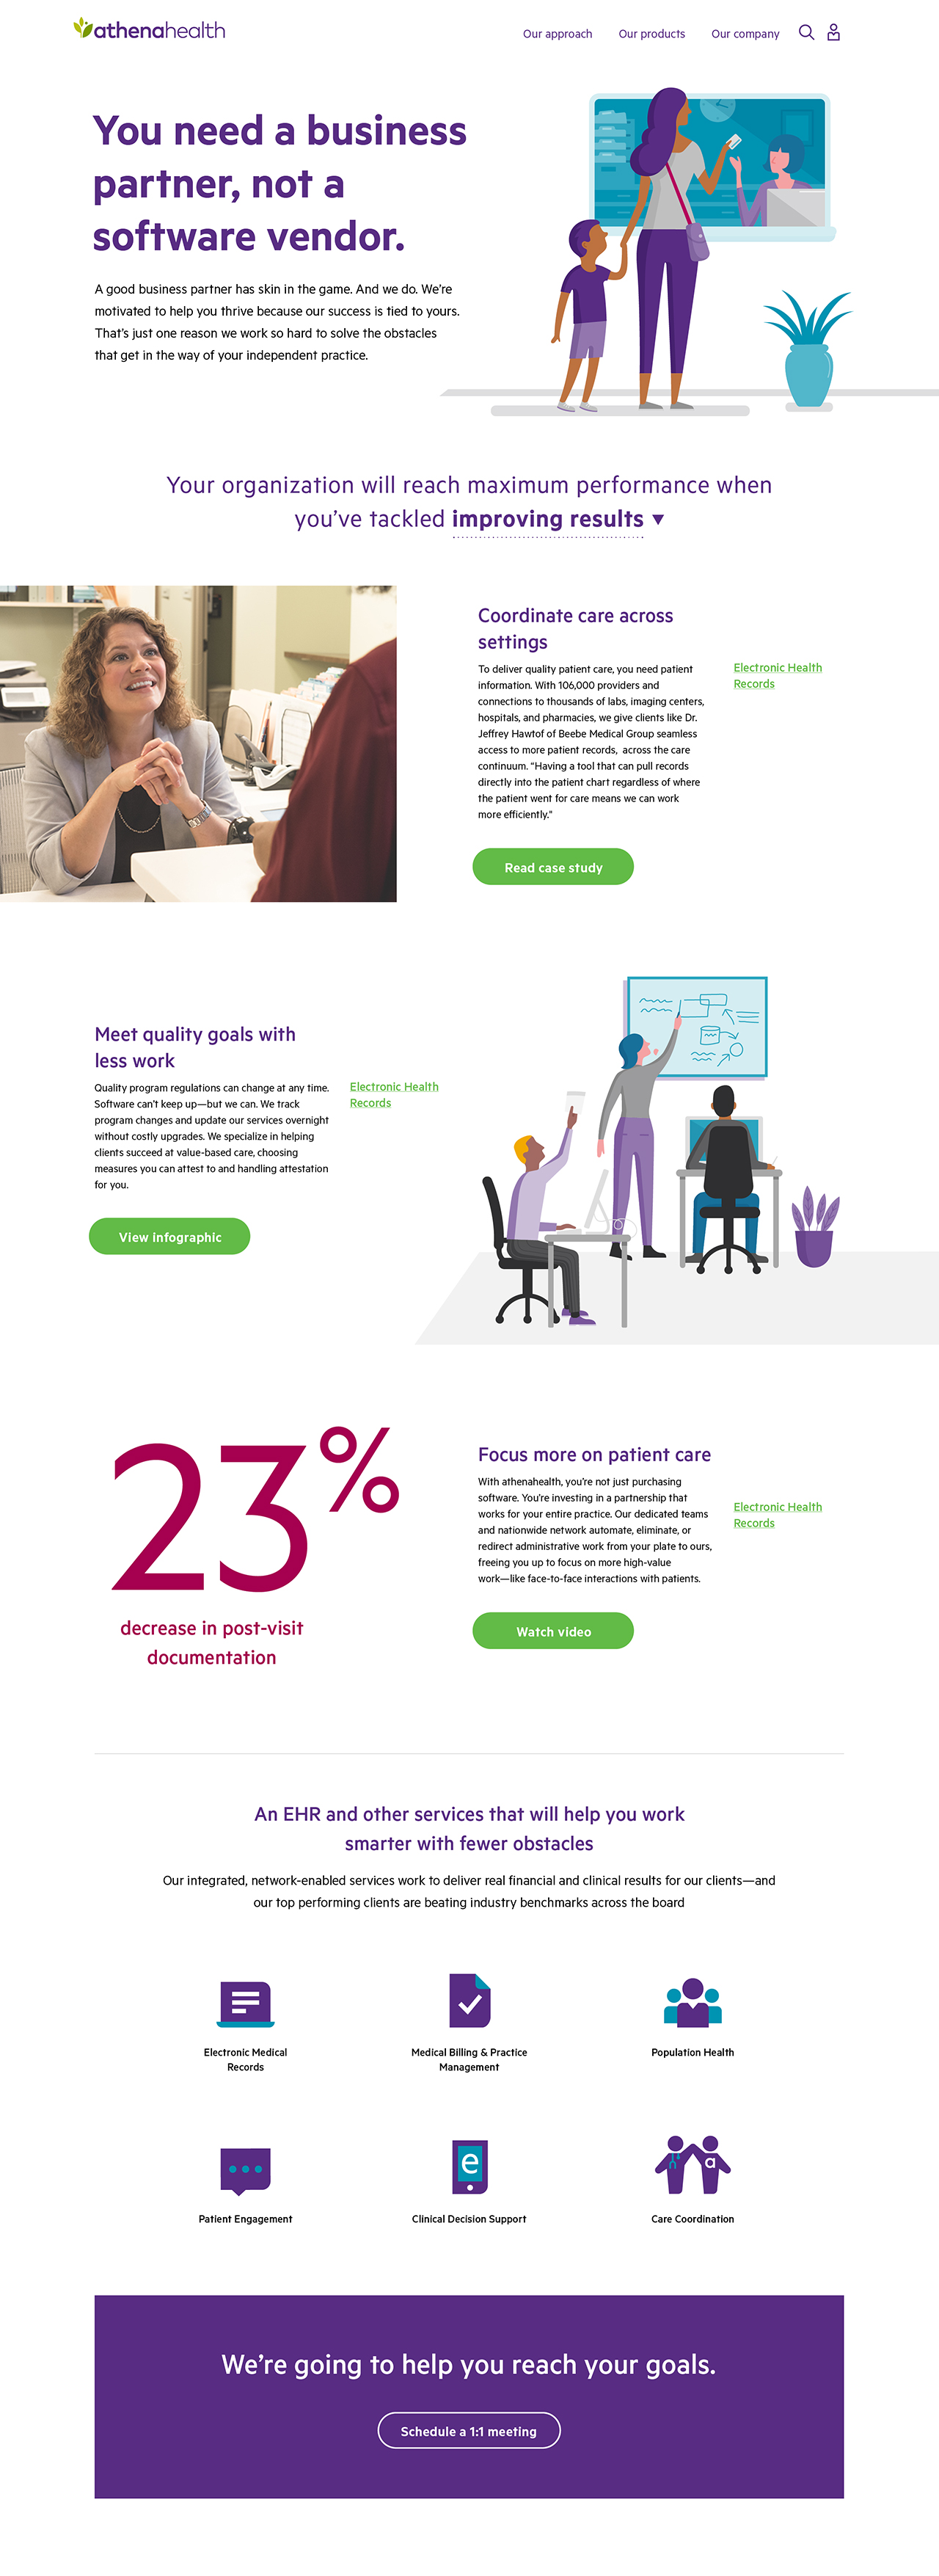 athenahealth
Our approach
Our products
Our company
You need a business
partner, not a
software vendor.
A good business partner has skin in the game. And we do. We're
motivated to help you thrive because our success is tied to yours.
That's just one reason we work so hard to solve the obstacles
that get in the way of your independent practice.
Your organization will reach maximum performance when
you've tackled improving results ▼
Coordinate care across
settings
To deliver quality patient care, you need patient
information. With 106,000 providers and
connections to thousands of labs, imaging centers,
hospitals, and pharmacies, we give clients like Dr.
Jeffrey Hawtof of Beebe Medical Group seamless
access to more patient records,  across the care
continuum. "Having a tool that can pull records
directly into the patient chart regardless of where
the patient went for care means we can work
more efficiently."
Electronic Health
Records
Read case study
Meet quality goals with
less work
Quality program regulations can change at any time.
Software can't keep up—but we can. We track
program changes and update our services overnight
without costly upgrades. We specialize in helping
clients succeed at value-based care, choosing
measures you can attest to and handling attestation
for you.
Electronic Health
Records
View infographic
23%
decrease in post-visit
documentation
Focus more on patient care
With athenahealth, you're not just purchasing
software. You're investing in a partnership that
works for your entire practice. Our dedicated teams
and nationwide network automate, eliminate, or
redirect administrative work from your plate to ours,
freeing you up to focus on more high-value
work—like face-to-face interactions with patients.
Electronic Health
Records
Watch video
An EHR and other services that will help you work
smarter with fewer obstacles
Our integrated, network-enabled services work to deliver real financial and clinical results for our clients—and
our top performing clients are beating industry benchmarks across the board
Electronic Medical
Records
Medical Billing & Practice
Management
Population Health
e
a
Patient Engagement
Clinical Decision Support
Care Coordination
We're going to help you reach your goals.
Schedule a 1:1 meeting